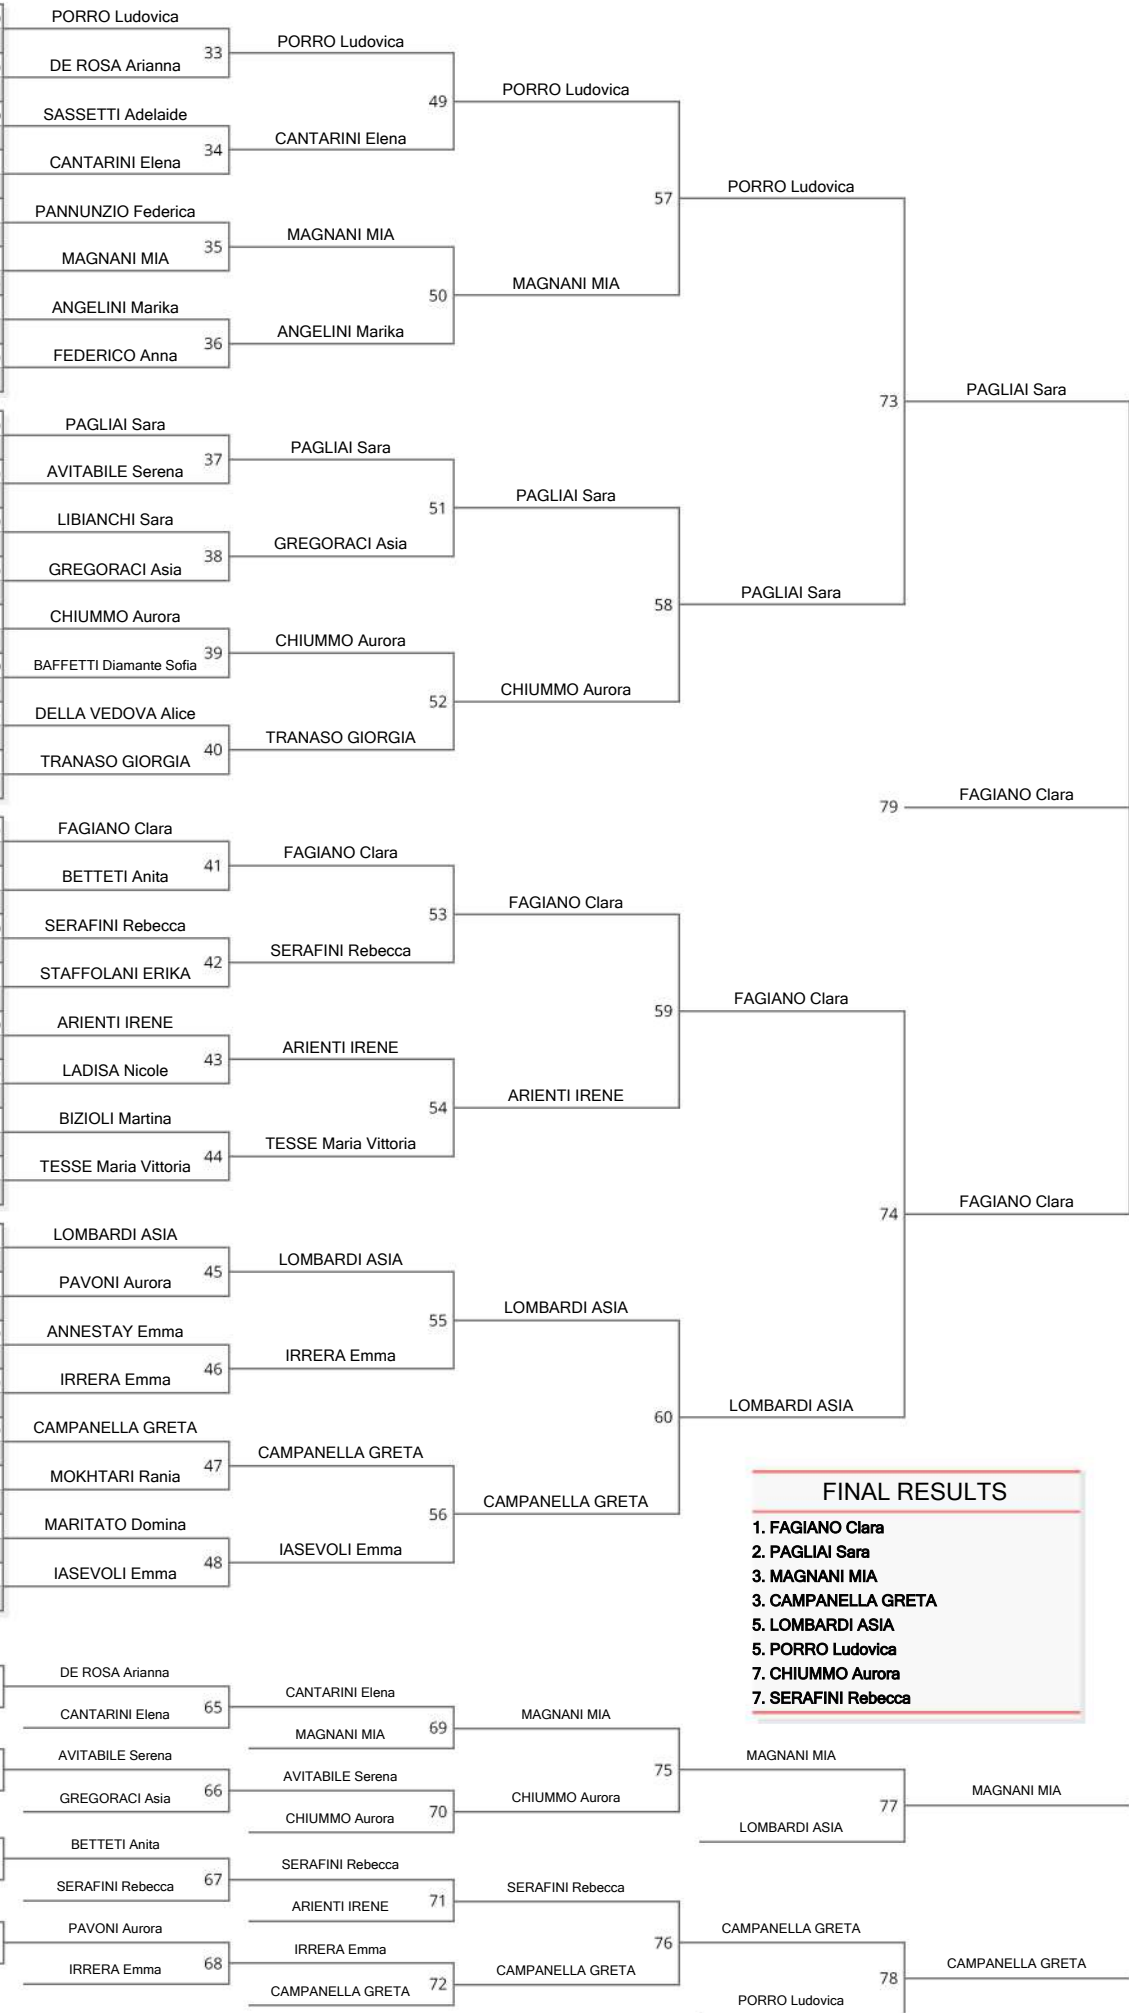 PORRO Ludovica
33
DE ROSA Arianna
PORRO Ludovica
49
SASSETTI Adelaide
34
CANTARINI Elena
CANTARINI Elena
PORRO Ludovica
57
PANNUNZIO Federica
35
MAGNANI MIA
MAGNANI MIA
50
ANGELINI Marika
36
FEDERICO Anna
ANGELINI Marika
MAGNANI MIA
PORRO Ludovica
73
PAGLIAI Sara
PAGLIAI Sara
37
AVITABILE Serena
PAGLIAI Sara
51
LIBIANCHI Sara
38
GREGORACI Asia
GREGORACI Asia
PAGLIAI Sara
58
CHIUMMO Aurora
39
BAFFETTI Diamante Sofia
CHIUMMO Aurora
52
DELLA VEDOVA Alice
40
TRANASO GIORGIA
TRANASO GIORGIA
CHIUMMO Aurora
PAGLIAI Sara
79
FAGIANO Clara
FAGIANO Clara
41
BETTETI Anita
FAGIANO Clara
53
SERAFINI Rebecca
42
STAFFOLANI ERIKA
SERAFINI Rebecca
FAGIANO Clara
59
ARIENTI IRENE
43
LADISA Nicole
ARIENTI IRENE
54
BIZIOLI Martina
44
TESSE Maria Vittoria
TESSE Maria Vittoria
ARIENTI IRENE
FAGIANO Clara
74
FAGIANO Clara
LOMBARDI ASIA
45
PAVONI Aurora
LOMBARDI ASIA
55
ANNESTAY Emma
46
IRRERA Emma
IRRERA Emma
LOMBARDI ASIA
60
CAMPANELLA GRETA
47
MOKHTARI Rania
CAMPANELLA GRETA
56
MARITATO Domina
48
IASEVOLI Emma
IASEVOLI Emma
CAMPANELLA GRETA
LOMBARDI ASIA
FINAL RESULTS
1. FAGIANO Clara
2. PAGLIAI Sara
3. MAGNANI MIA
3. CAMPANELLA GRETA
5. LOMBARDI ASIA
5. PORRO Ludovica
7. CHIUMMO Aurora
7. SERAFINI Rebecca
DE ROSA Arianna
65
CANTARINI Elena
CANTARINI Elena
69
MAGNANI MIA
MAGNANI MIA
75
AVITABILE Serena
66
GREGORACI Asia
AVITABILE Serena
70
CHIUMMO Aurora
CHIUMMO Aurora
MAGNANI MIA
77
LOMBARDI ASIA
MAGNANI MIA
BETTETI Anita
67
SERAFINI Rebecca
SERAFINI Rebecca
71
ARIENTI IRENE
SERAFINI Rebecca
76
PAVONI Aurora
68
IRRERA Emma
IRRERA Emma
72
CAMPANELLA GRETA
CAMPANELLA GRETA
CAMPANELLA GRETA
78
PORRO Ludovica
CAMPANELLA GRETA